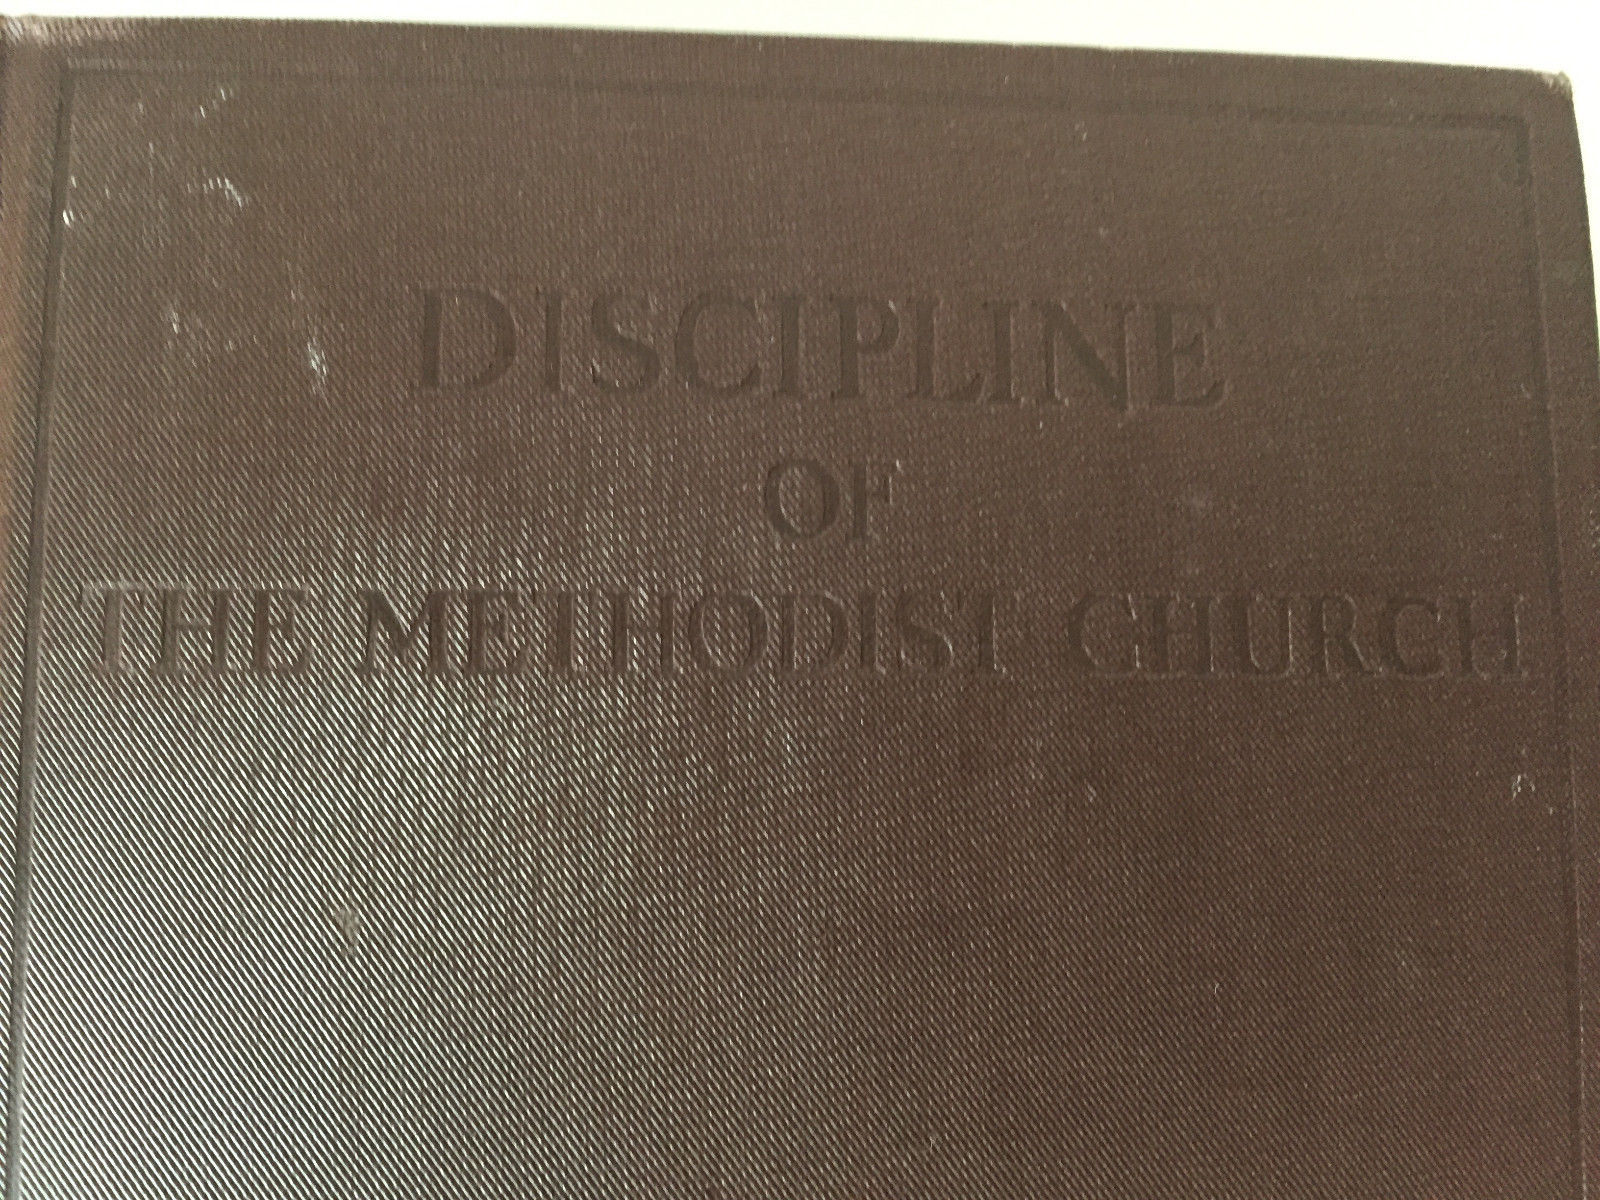 DISCIPLINE
OF
THE METHODIST CHURCH